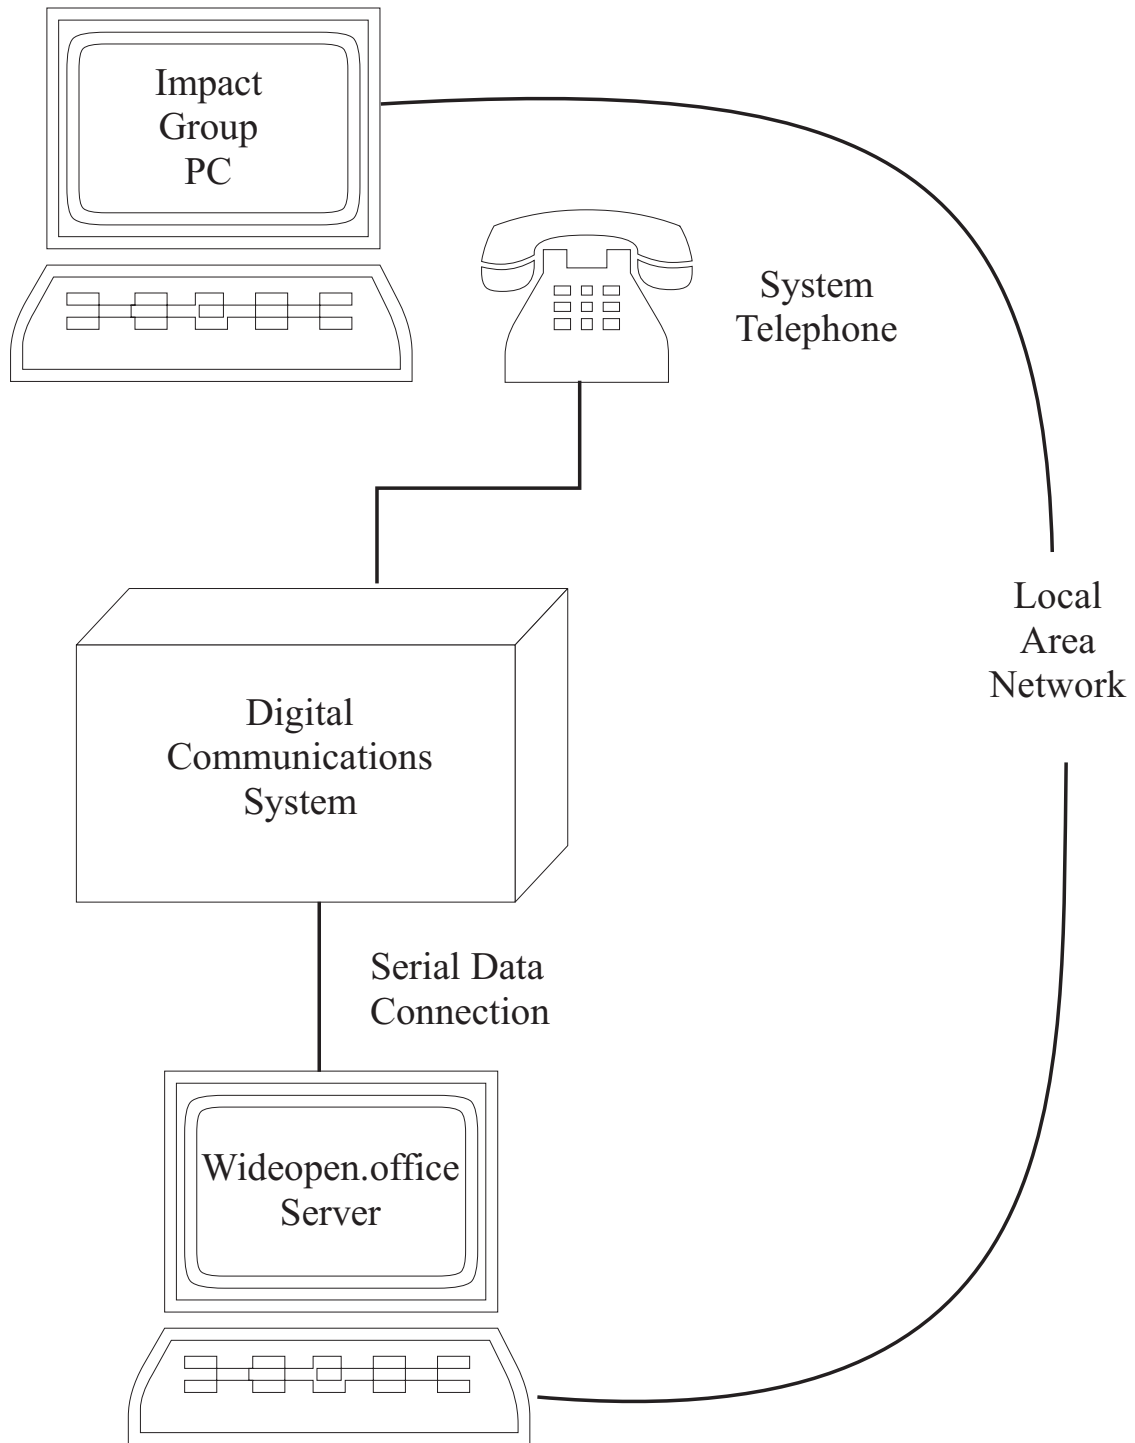 Impact
Group
PC
System
Telephone
Local
Area
Network
Digital
Communications
System
Serial Data
Connection
Wideopen.office
Server